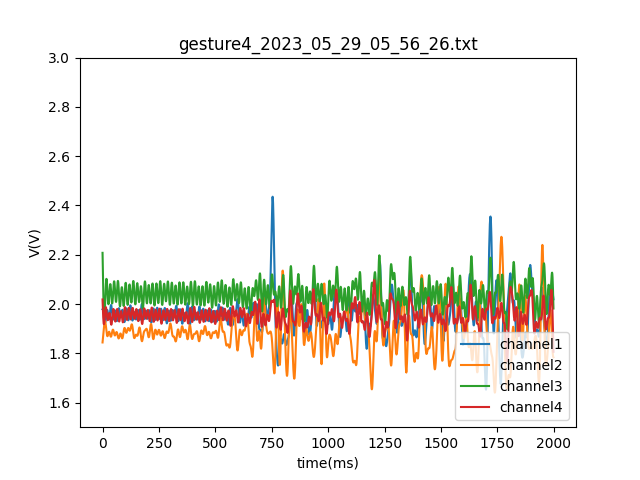 gesture4_2023_05_29_05_56_26.txt
3.0
2.8
2.6
2.4
2.2
2.0
1.8
1.6
V(V)
channel1
channel2
channel3
channel4
0 250 500 750 1000 1250 1500 1750 2000
time(ms)